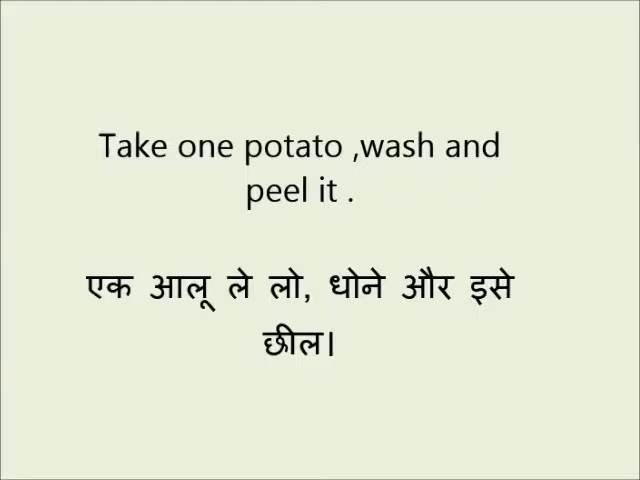 Take one potato ,wash and
peel it .
एक आलू ले लो, धोने और इसे
छील।